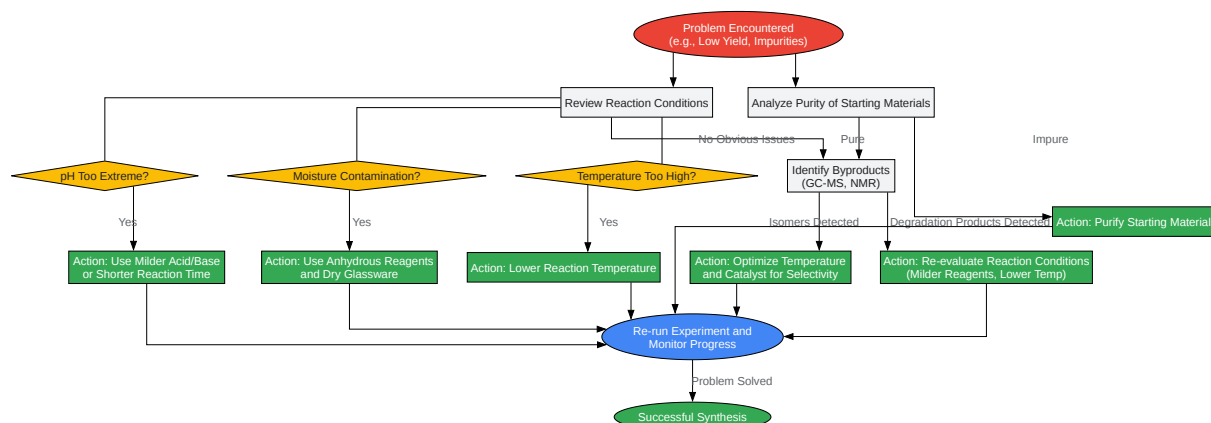 Problem Encountered
(e.g., Low Yield, Impurities)
Review Reaction Conditions
Analyze Purity of Starting Materials
No Obvious Issues
Pure
Impure
pH Too Extreme?
Moisture Contamination?
Temperature Too High?
Identify Byproducts
(GC-MS, NMR)
Yes
Yes
Yes
Isomers Detected
Degradation Products Detected
Action: Purify Starting Material
Action: Use Milder Acid/Base
or Shorter Reaction Time
Action: Use Anhydrous Reagents
and Dry Glassware
Action: Lower Reaction Temperature
Action: Optimize Temperature
and Catalyst for Selectivity
Action: Re-evaluate Reaction Conditions
(Milder Reagents, Lower Temp)
Re-run Experiment and
Monitor Progress
Problem Solved
Successful Synthesis